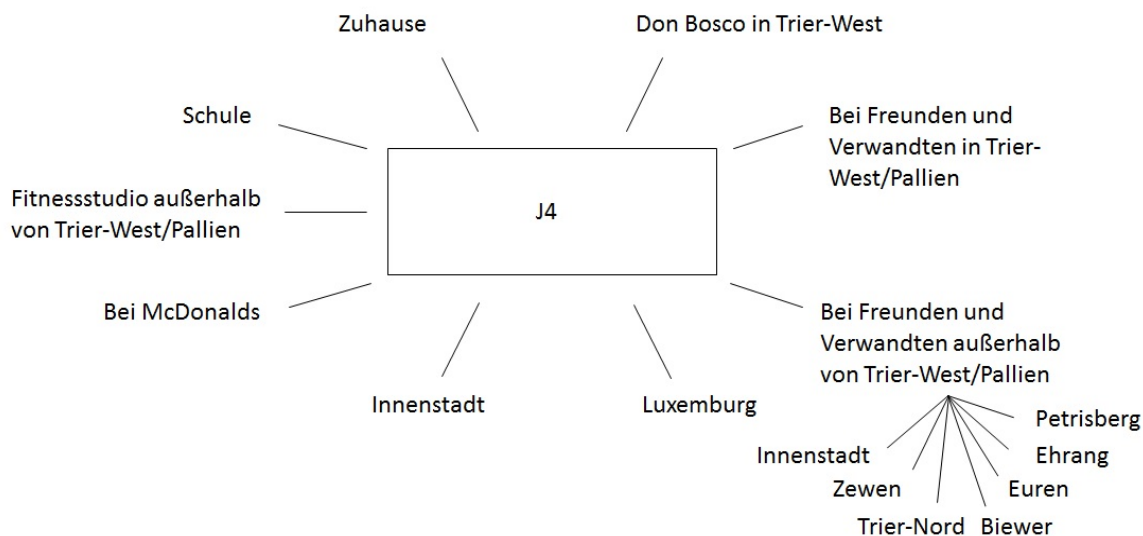 Zuhause
Don Bosco in Trier-West
Schule
Bei Freunden und
Verwandten in Trier-
West/Pallien
Fitnessstudio außerhalb
von Trier-West/Pallien
J4
Bei McDonalds
Bei Freunden und
Verwandten außerhalb
von Trier-West/Pallien
Innenstadt
Luxemburg
Petrisberg
Innenstadt
Ehrang
Zewen
Euren
Trier-Nord
Biewer